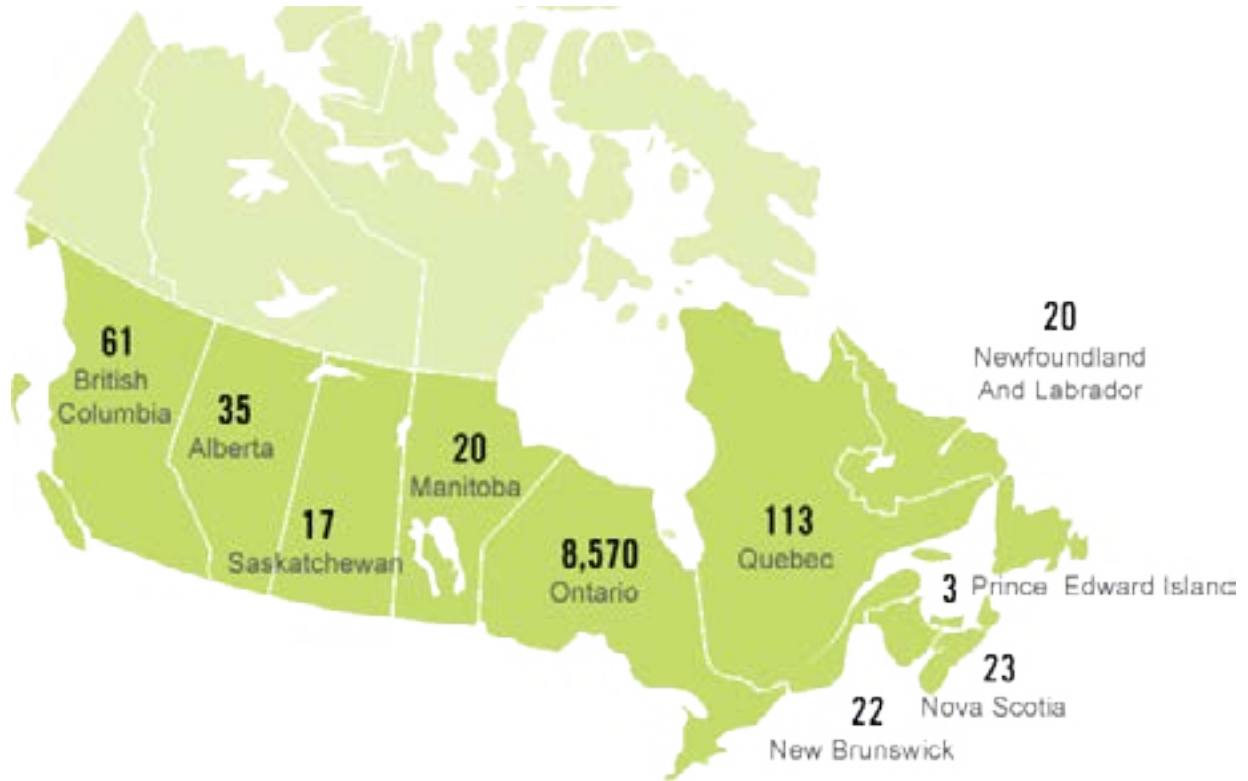 20
Newfoundland
And Labrador
61
British
Columbia
35
Alberta
20
Manitoba
17
Saskatchewan
8,570
Ontario
113
Quebec
3 Prince Edward Island
23
Nova Scotia
22
New Brunswick